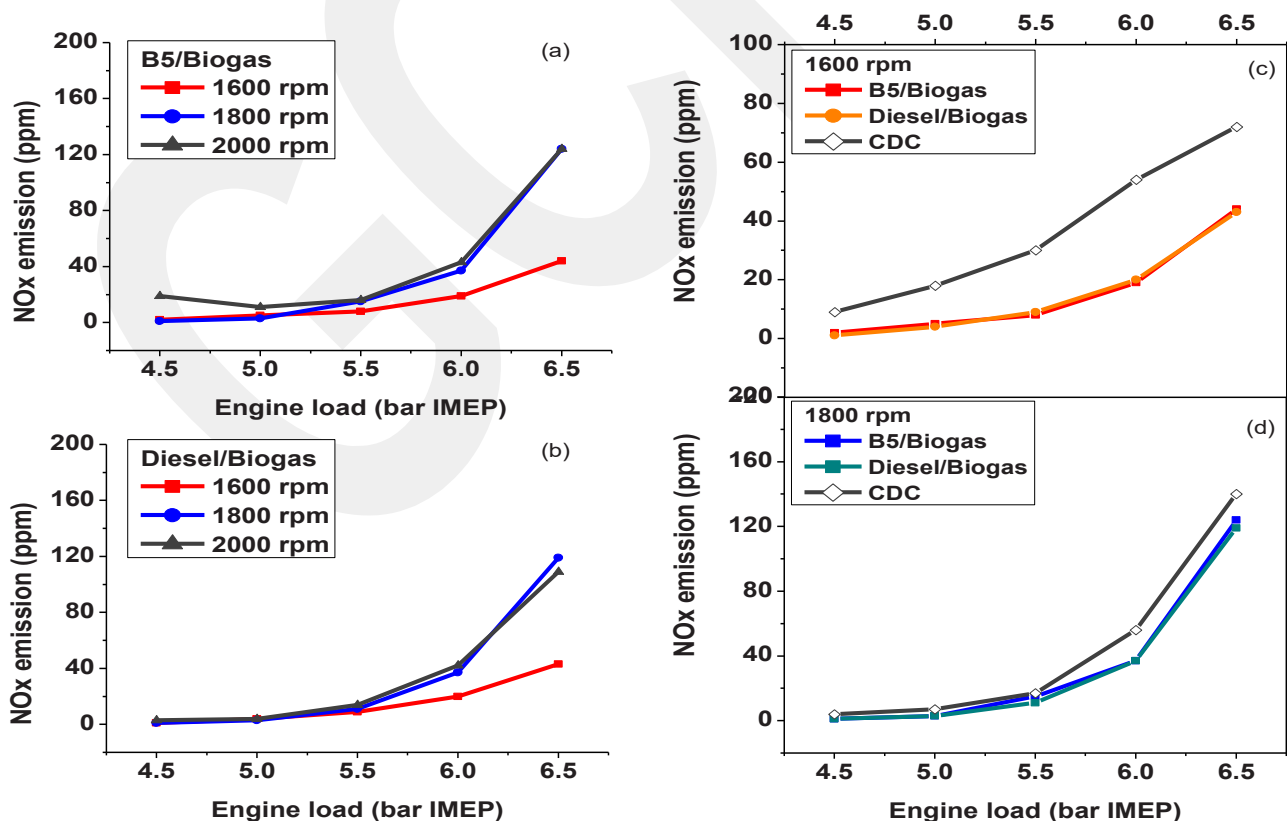 200
160
120
80
40
0
NOx emission (ppm)
B5/Biogas
1600 rpm
1800 rpm
2000 rpm
(a)
4.5 5.0 5.5 6.0 6.5
Engine load (bar IMEP)
200
160
120
80
40
0
NOx emission (ppm)
Diesel/Biogas
1600 rpm
1800 rpm
2000 rpm
(b)
4.5 5.0 5.5 6.0 6.5
Engine load (bar IMEP)
4.5 5.0 5.5 6.0 6.5
100
80
60
40
20
0
NOx emission (ppm)
1600 rpm
B5/Biogas
Diesel/Biogas
CDC
(c)
200
160
120
80
40
0
NOx emission (ppm)
1800 rpm
B5/Biogas
Diesel/Biogas
CDC
(d)
4.5 5.0 5.5 6.0 6.5
Engine load (bar IMEP)